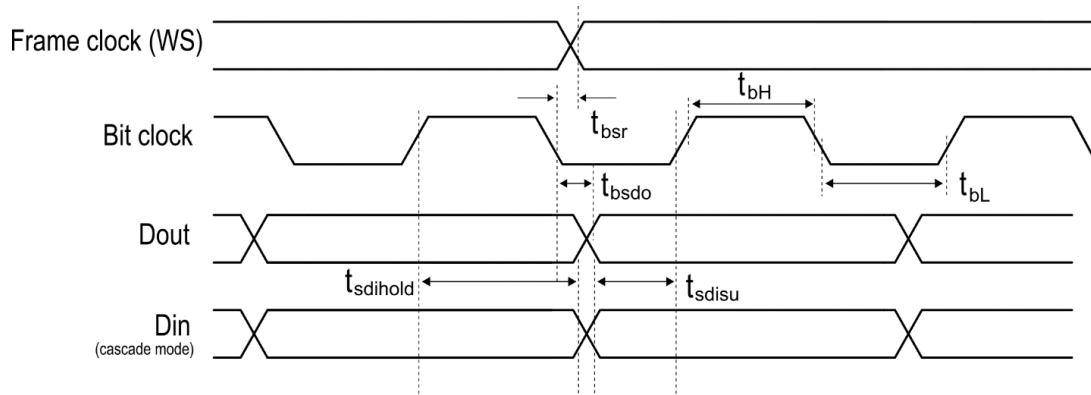 Frame clock (WS)
t_bH
t_bsr
Bit clock
t_bsdo
t_bL
Dout
t_sdihold
t_sdisu
Din
(cascade mode)